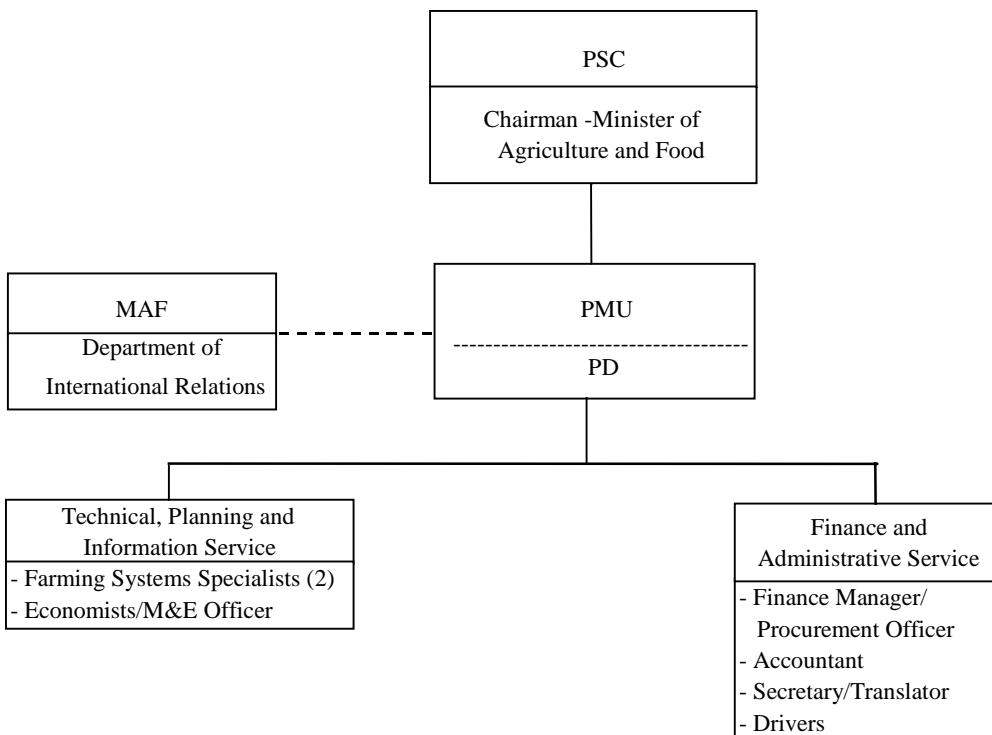 PSC
Chairman -Minister of
Agriculture and Food
MAF
Department of
International Relations
PMU
PD
Technical, Planning and
Information Service
- Farming Systems Specialists (2)
- Economists/M&E Officer
Finance and
Administrative Service
- Finance Manager/
Procurement Officer
- Accountant
- Secretary/Translator
- Drivers